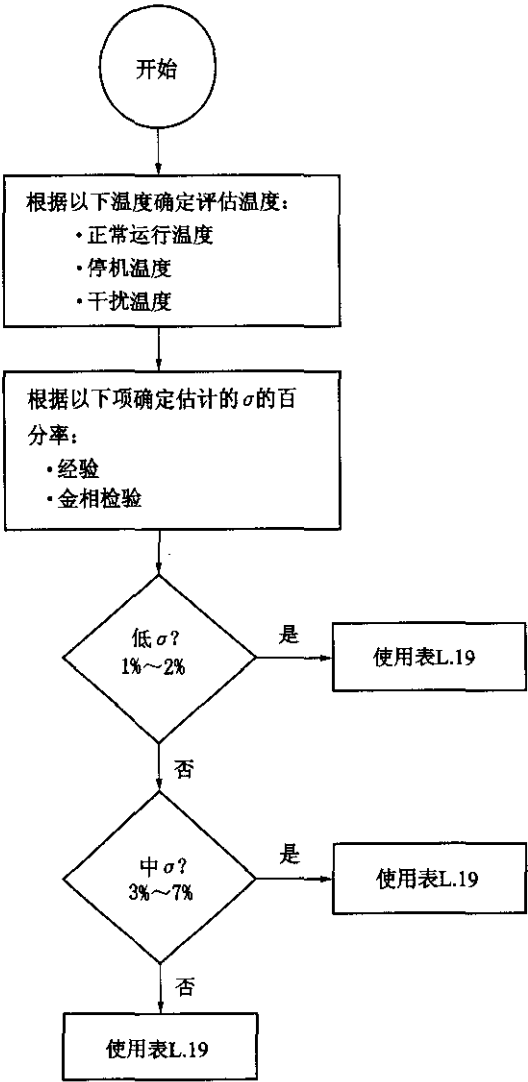 开始
根据以下温度确定评估温度：
·正常运行温度
·停机温度
·干扰温度
根据以下项确定估计的σ的百
分率：
·经验
·金相检验
低σ?
1%～2%
是
使用表L.19
否
中σ?
3%～7%
是
使用表L.19
否
使用表L.19